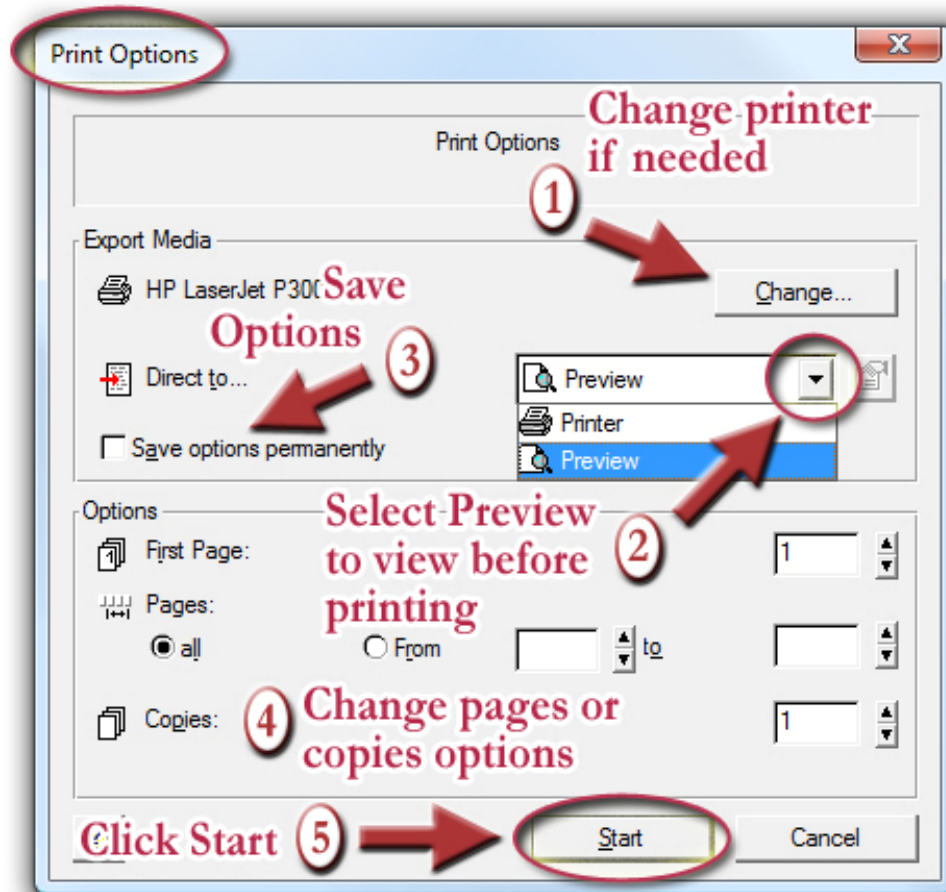 Print Options
Print Options
Change printer
if needed
1
Export Media
HP LaserJet P300
Change...
Save
Options
3
Direct to...
Preview
Printer
Preview
Save options permanently
2
Options
Select Preview
to view before
printing
First Page:
1
Pages:
all
From
to
Copies:
1
4
Change pages or
copies options
Click Start
5
Start
Cancel